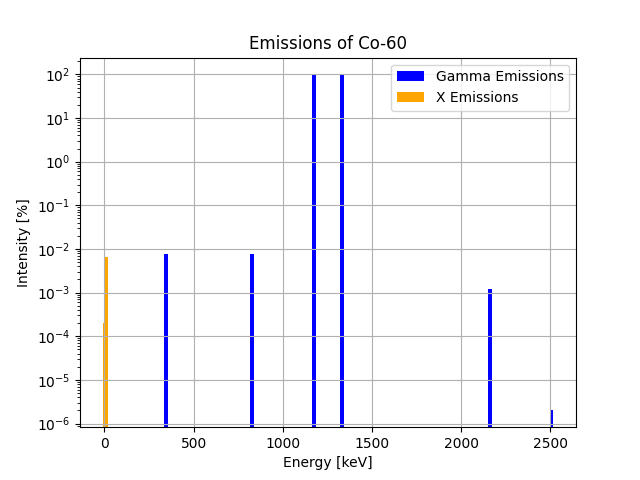 Emissions of Co-60
Gamma Emissions
X Emissions
Intensity [%]
10²
10¹
10⁰
10⁻¹
10⁻²
10⁻³
10⁻⁴
10⁻⁵
10⁻⁶
0 500 1000 1500 2000 2500
Energy [keV]